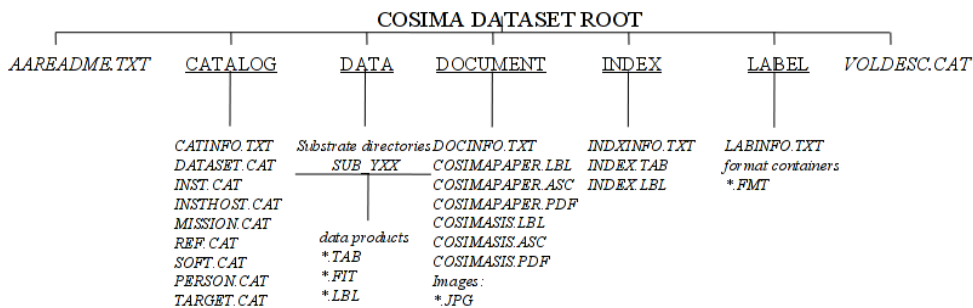 COSIMA DATASET ROOT
AAREADME.TXT
CATALOG
DATA
DOCUMENT
INDEX
LABEL
VOLDESC.CAT
CATINFO.TXT
DATASET.CAT
INST.CAT
INSTHOST.CAT
MISSION.CAT
REF.CAT
SOFT.CAT
PERSON.CAT
TARGET.CAT
Substrate directories
SUB_YXX
data products
*.TAB
*.FIT
*.LBL
DOCINFO.TXT
COSIMAPAPER.LBL
COSIMAPAPER.ASC
COSIMAPAPER.PDF
COSIMASIS.LBL
COSIMASIS.ASC
COSIMASIS.PDF
Images:
*.JPG
INDXINFO.TXT
INDEX.TAB
INDEX.LBL
LABINFO.TXT
format containers
*.FMT